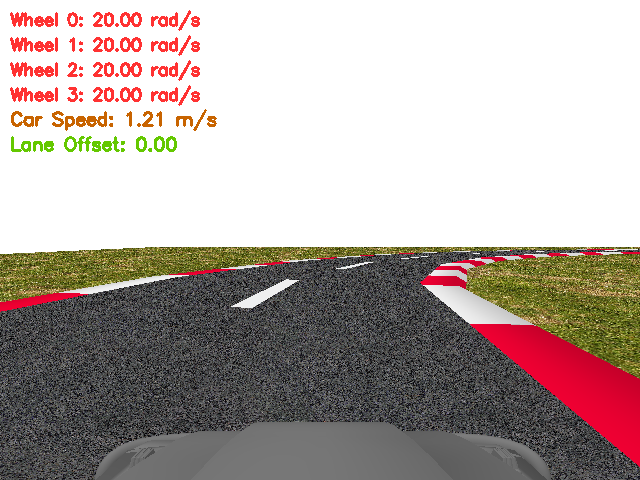 Wheel 0: 20.00 rad/s
Wheel 1: 20.00 rad/s
Wheel 2: 20.00 rad/s
Wheel 3: 20.00 rad/s
Car Speed: 1.21 m/s
Lane Offset: 0.00